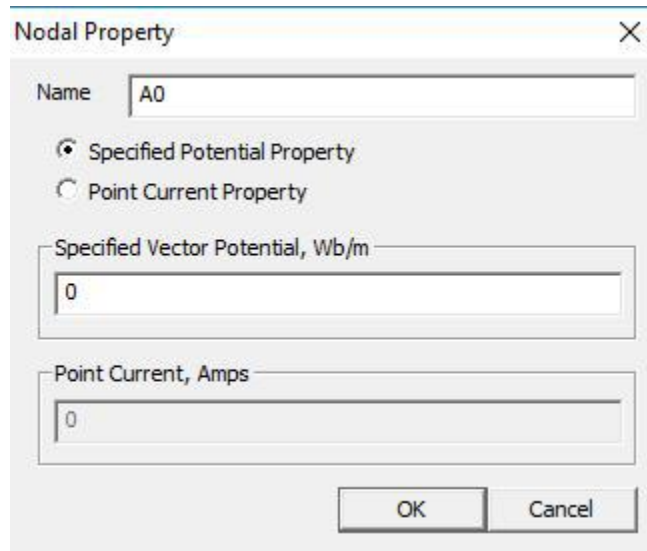 Nodal Property
Name A0
Specified Potential Property
Point Current Property
Specified Vector Potential, Wb/m
0
Point Current, Amps
0
OK Cancel